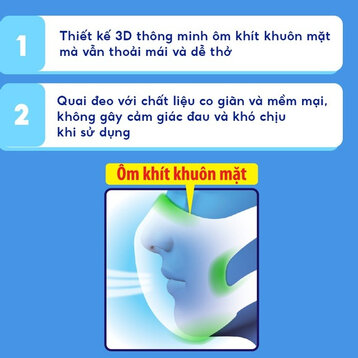 1
Thiết kế 3D thông minh ôm khít khuôn mặt
mà vẫn thoải mái và dễ thở
2
Quai đeo với chất liệu co giãn và mềm mại,
không gây cảm giác đau và khó chịu
khi sử dụng
Ôm khít khuôn mặt